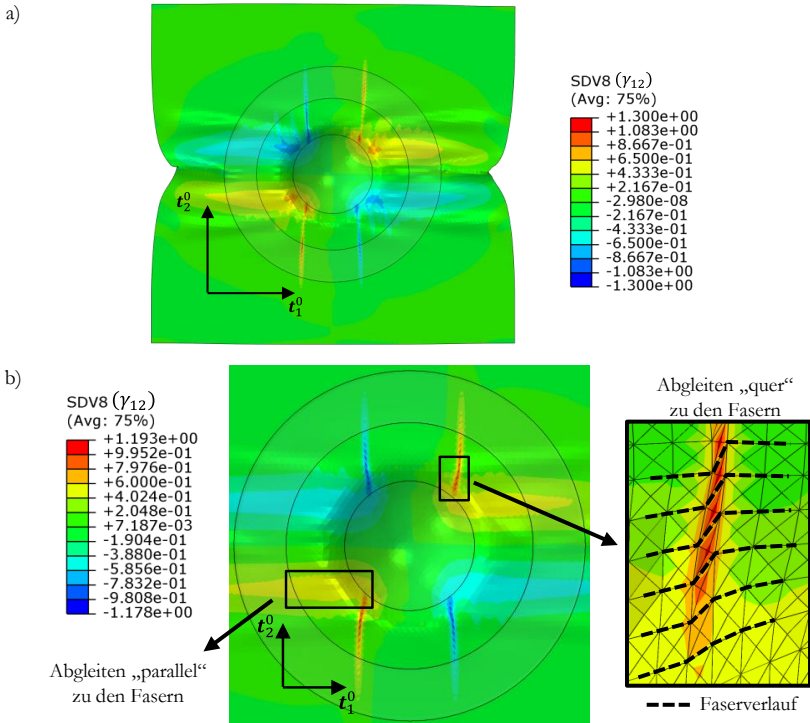 a)
SDV8 (γ₁₂)
(Avg: 75%)
+1.300e+00
+1.083e+00
+8.667e-01
+6.500e-01
+4.333e-01
+2.167e-01
-2.980e-08
-2.167e-01
-4.333e-01
-6.500e-01
-8.667e-01
-1.083e+00
-1.300e+00
t₂⁰
t₁⁰
b)
SDV8 (γ₁₂)
(Avg: 75%)
+1.193e+00
+9.952e-01
+7.976e-01
+6.000e-01
+4.024e-01
+2.048e-01
+7.187e-03
-1.904e-01
-3.880e-01
-5.856e-01
-7.832e-01
-9.808e-01
-1.178e+00
Abgleiten „parallel“
zu den Fasern
t₂⁰
t₁⁰
Abgleiten „quer“
zu den Fasern
Faserverlauf